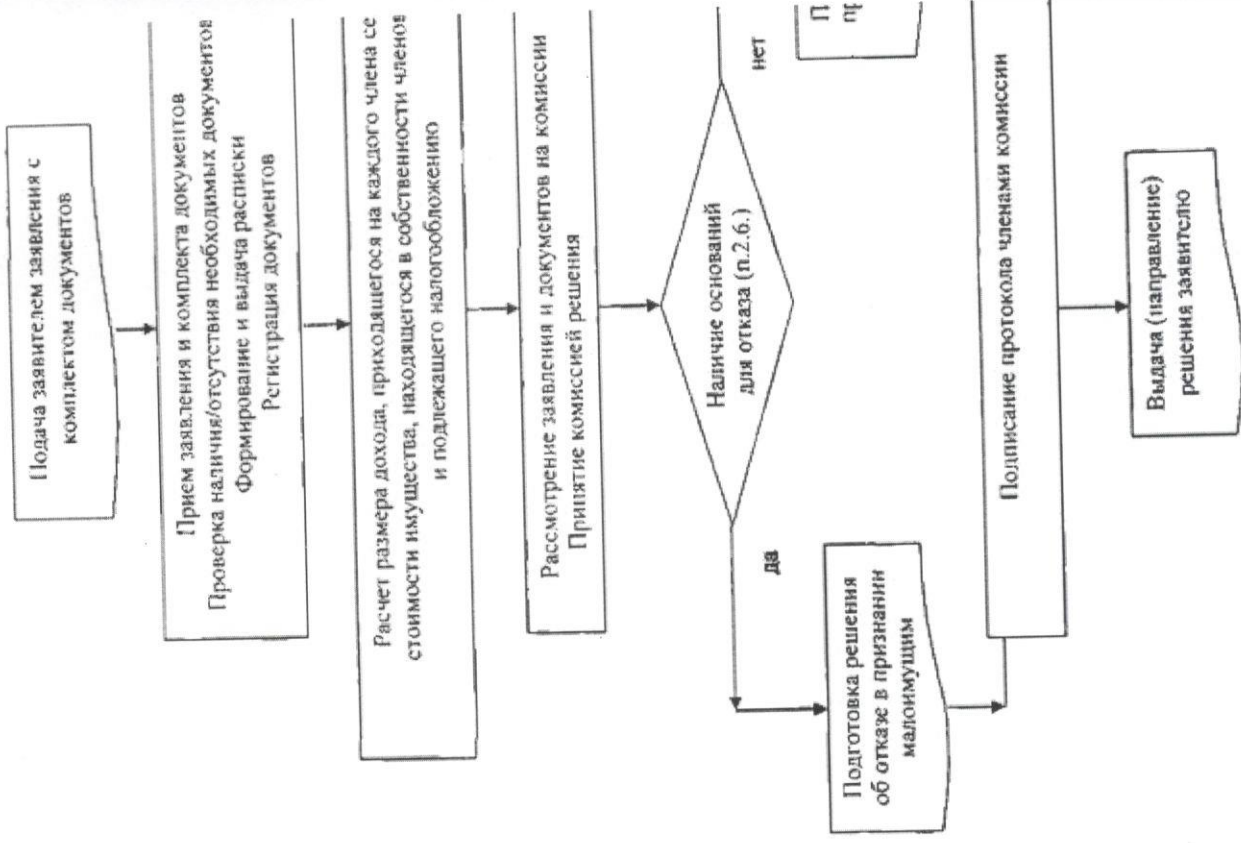 Подача заявителем заявления с
комплектом документов
Прием заявления и комплекта документов
Проверка наличия/отсутствия необходимых документов
Формирование и выдача расписки
Регистрация документов
Расчет размера дохода, приходящегося на каждого члена се
стоимости имущества, находящегося в собственности членов
и подлежащего налогообложению
Рассмотрение заявления и документов на комиссии
Принятие комиссией решения
Наличие оснований
для отказа (п.2.6.)
да
нет
Подготовка решения
об отказе в признании
малоимущим
П
пр
Подписание протокола членами комиссии
Выдача (направление)
решения заявителю